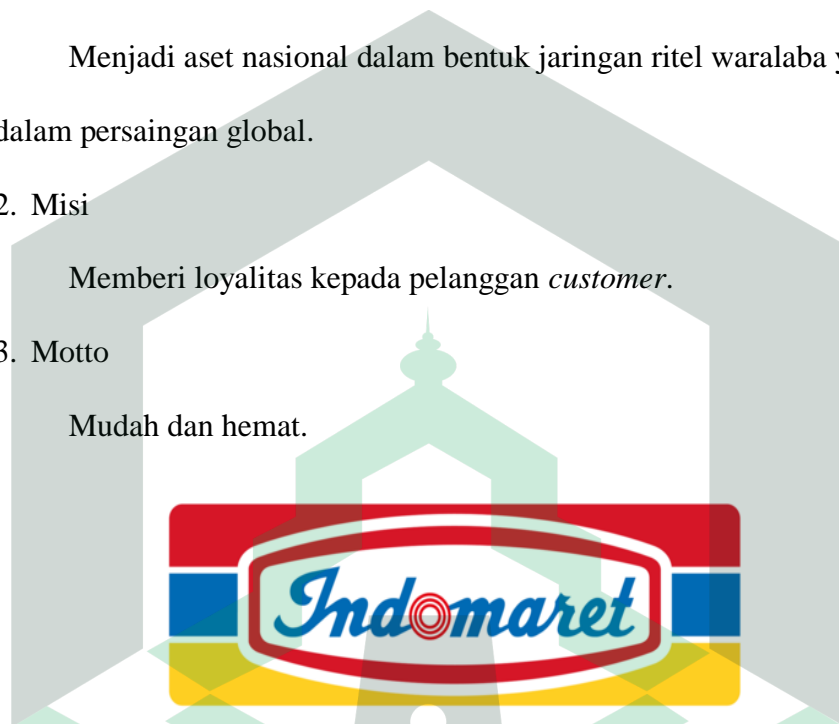 Menjadi aset nasional dalam bentuk jaringan ritel waralaba
dalam persaingan global.
2. Misi
Memberi loyalitas kepada pelanggan customer.
3. Motto
Mudah dan hemat.
Indomaret